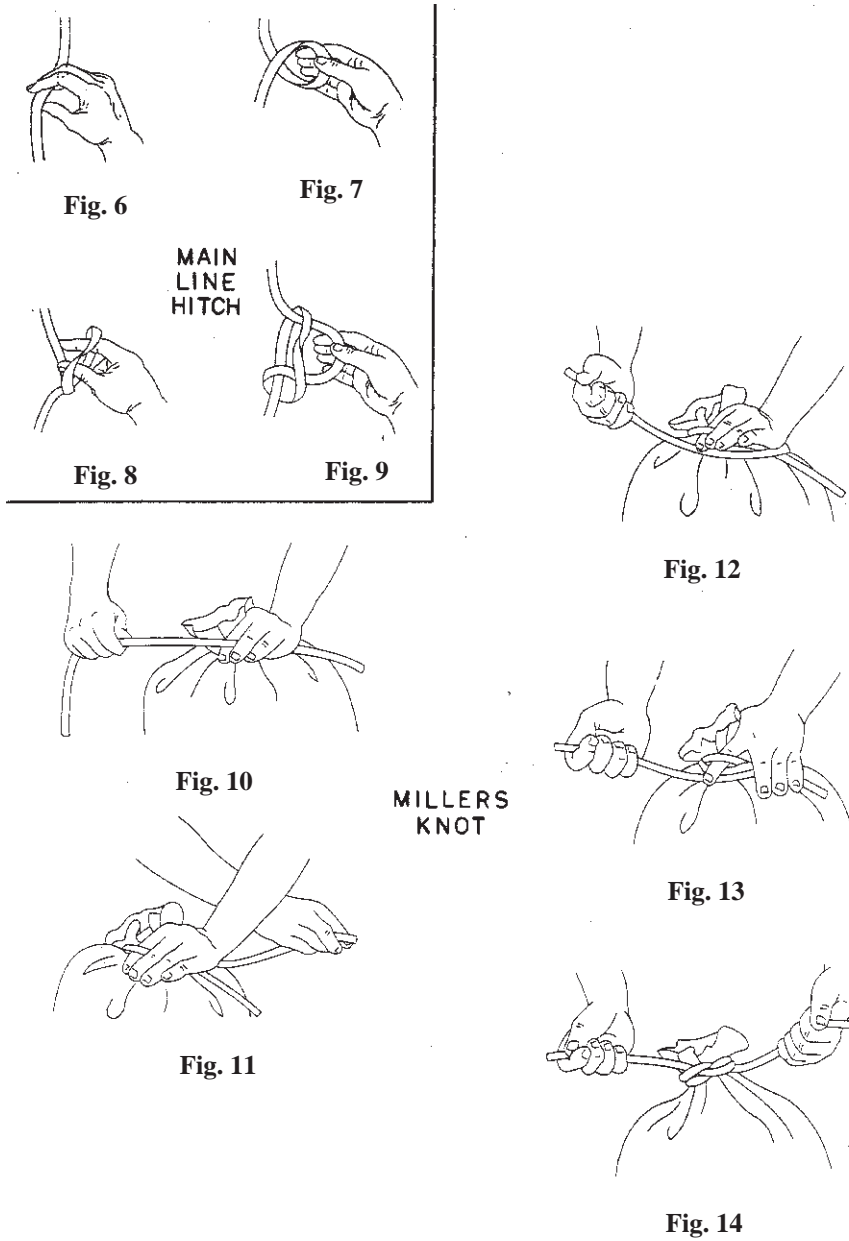 Fig. 6
Fig. 7
MAIN
LINE
HITCH
Fig. 8
Fig. 9
Fig. 10
Fig. 11
MILLERS
KNOT
Fig. 12
Fig. 13
Fig. 14